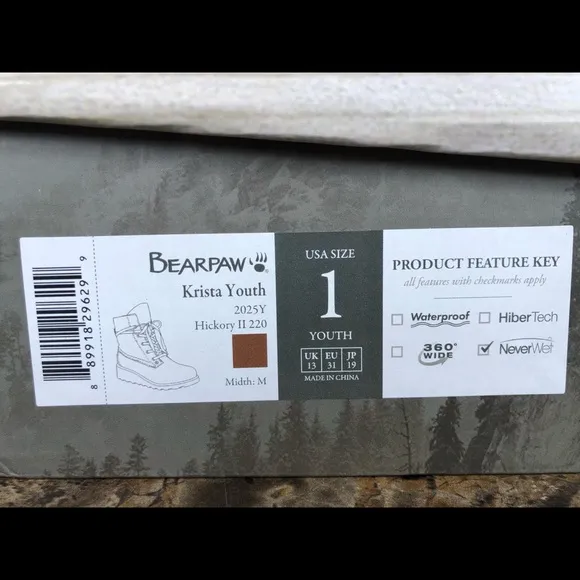 8 89918 29629 9
BEARPAW
Krista Youth
2025Y
Hickory II 220
Midth: M
USA SIZE
1
YOUTH
UK 13 EU 31 JP 19
MADE IN CHINA
PRODUCT FEATURE KEY
all features with checkmarks apply
Waterproof HiberTech
360° WIDE NeverWet